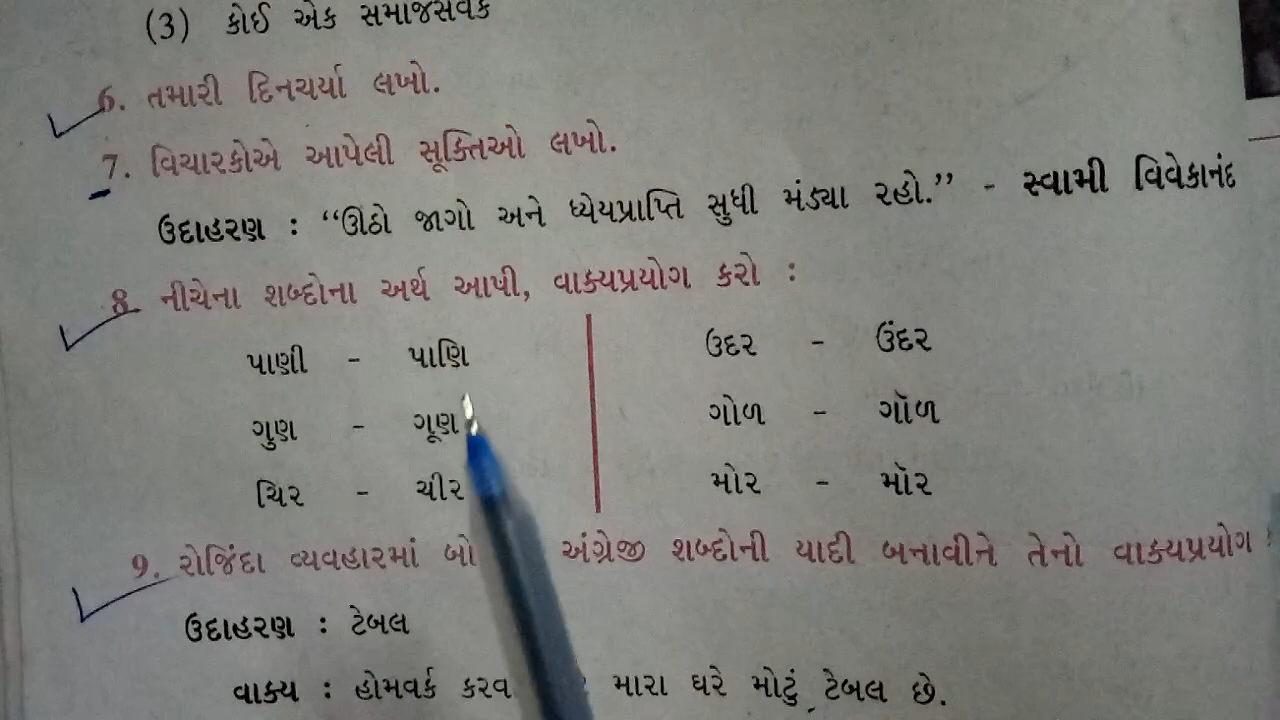 (3) કોઈ એક સમાજસેવક
6. તમારી દિનચર્યા લખો.
7. વિચારકોએ આપેલી સૂક્તિઓ લખો.
ઉદાહરણ : “ઊઠો જાગો અને ધ્યેયપ્રાપ્તિ સુધી મંડ્યા રહો.” - સ્વામી વિવેકાનંદ
8. નીચેના શબ્દોના અર્થ આપી, વાક્યપ્રયોગ કરો :
પાણી - પાણિ ઉદર - ઉંદર
ગુણ - ગૂણ ગોળ - ગૉળ
ચિર - ચીર મોર - મૉર
9. રોજિંદા વ્યવહારમાં અંગ્રેજી શબ્દોની યાદી બનાવીને તેનો વાક્યપ્રયોગ
ઉદાહરણ : ટેબલ
વાક્ય : હોમવર્ક મારા ઘરે મોટું ટેબલ છે.